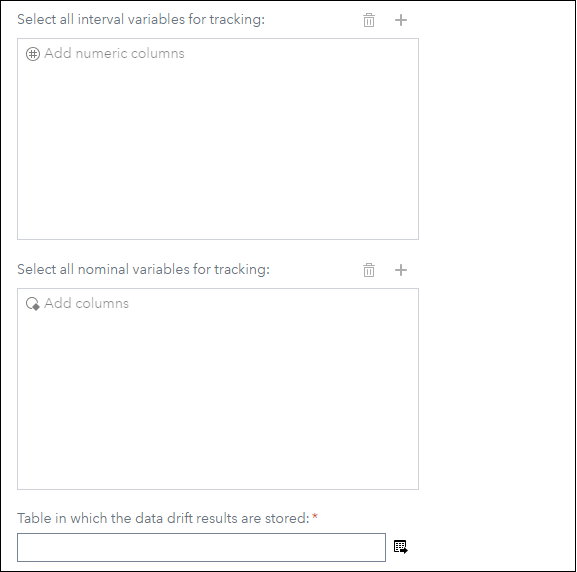 Select all interval variables for tracking:
Add numeric columns
Select all nominal variables for tracking:
Add columns
Table in which the data drift results are stored: *